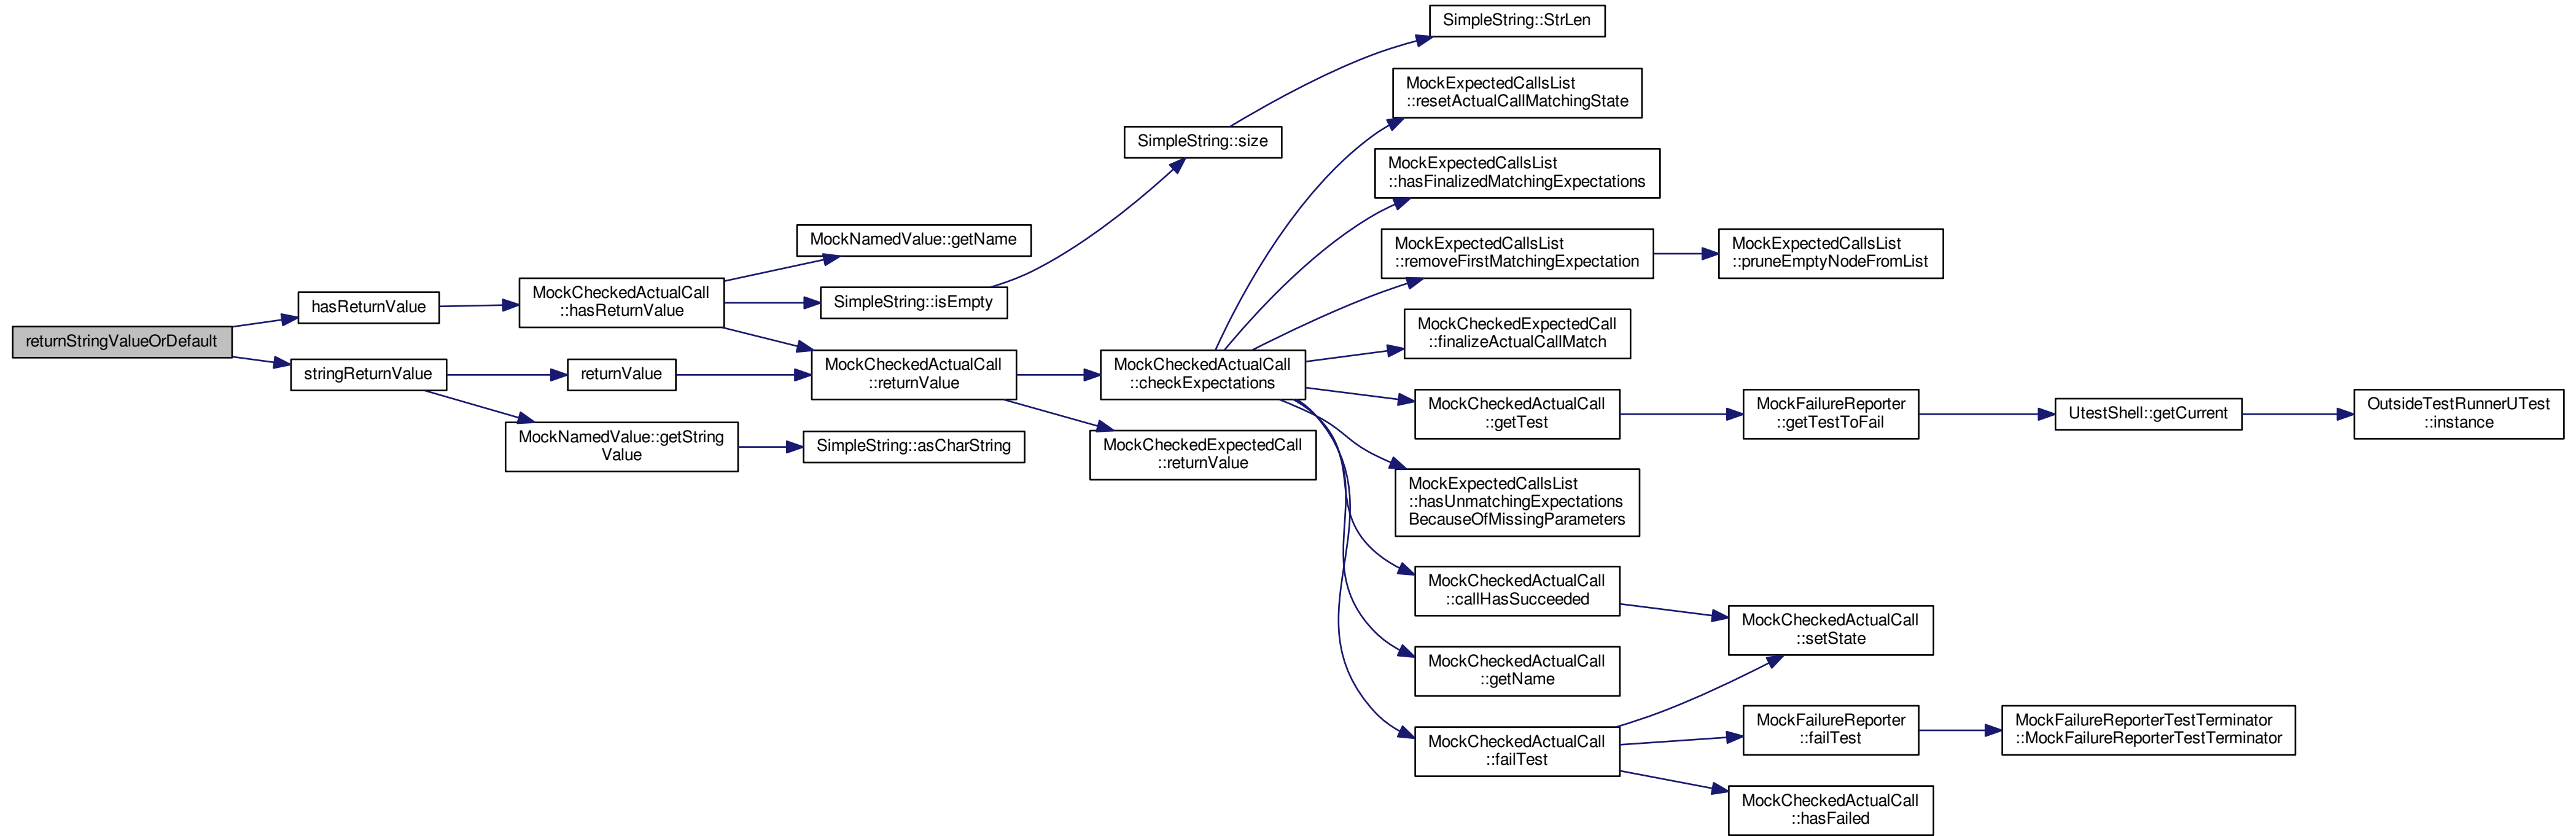 returnStringValueOrDefault
hasReturnValue
stringReturnValue
MockCheckedActualCall
::hasReturnValue
returnValue
MockNamedValue::getString
Value
MockNamedValue::getName
SimpleString::isEmpty
MockCheckedActualCall
::returnValue
SimpleString::asCharString
SimpleString::size
MockCheckedActualCall
::checkExpectations
MockCheckedExpectedCall
::returnValue
SimpleString::StrLen
MockExpectedCallsList
::resetActualCallMatchingState
MockExpectedCallsList
::hasFinalizedMatchingExpectations
MockExpectedCallsList
::removeFirstMatchingExpectation
MockCheckedExpectedCall
::finalizeActualCallMatch
MockCheckedActualCall
::getTest
MockExpectedCallsList
::hasUnmatchingExpectations
BecauseOfMissingParameters
MockCheckedActualCall
::callHasSucceeded
MockCheckedActualCall
::getName
MockCheckedActualCall
::failTest
MockExpectedCallsList
::pruneEmptyNodeFromList
MockFailureReporter
::getTestToFail
MockCheckedActualCall
::setState
MockFailureReporter
::failTest
MockCheckedActualCall
::hasFailed
UtestShell::getCurrent
MockFailureReporterTestTerminator
::MockFailureReporterTestTerminator
OutsideTestRunnerUTest
::instance